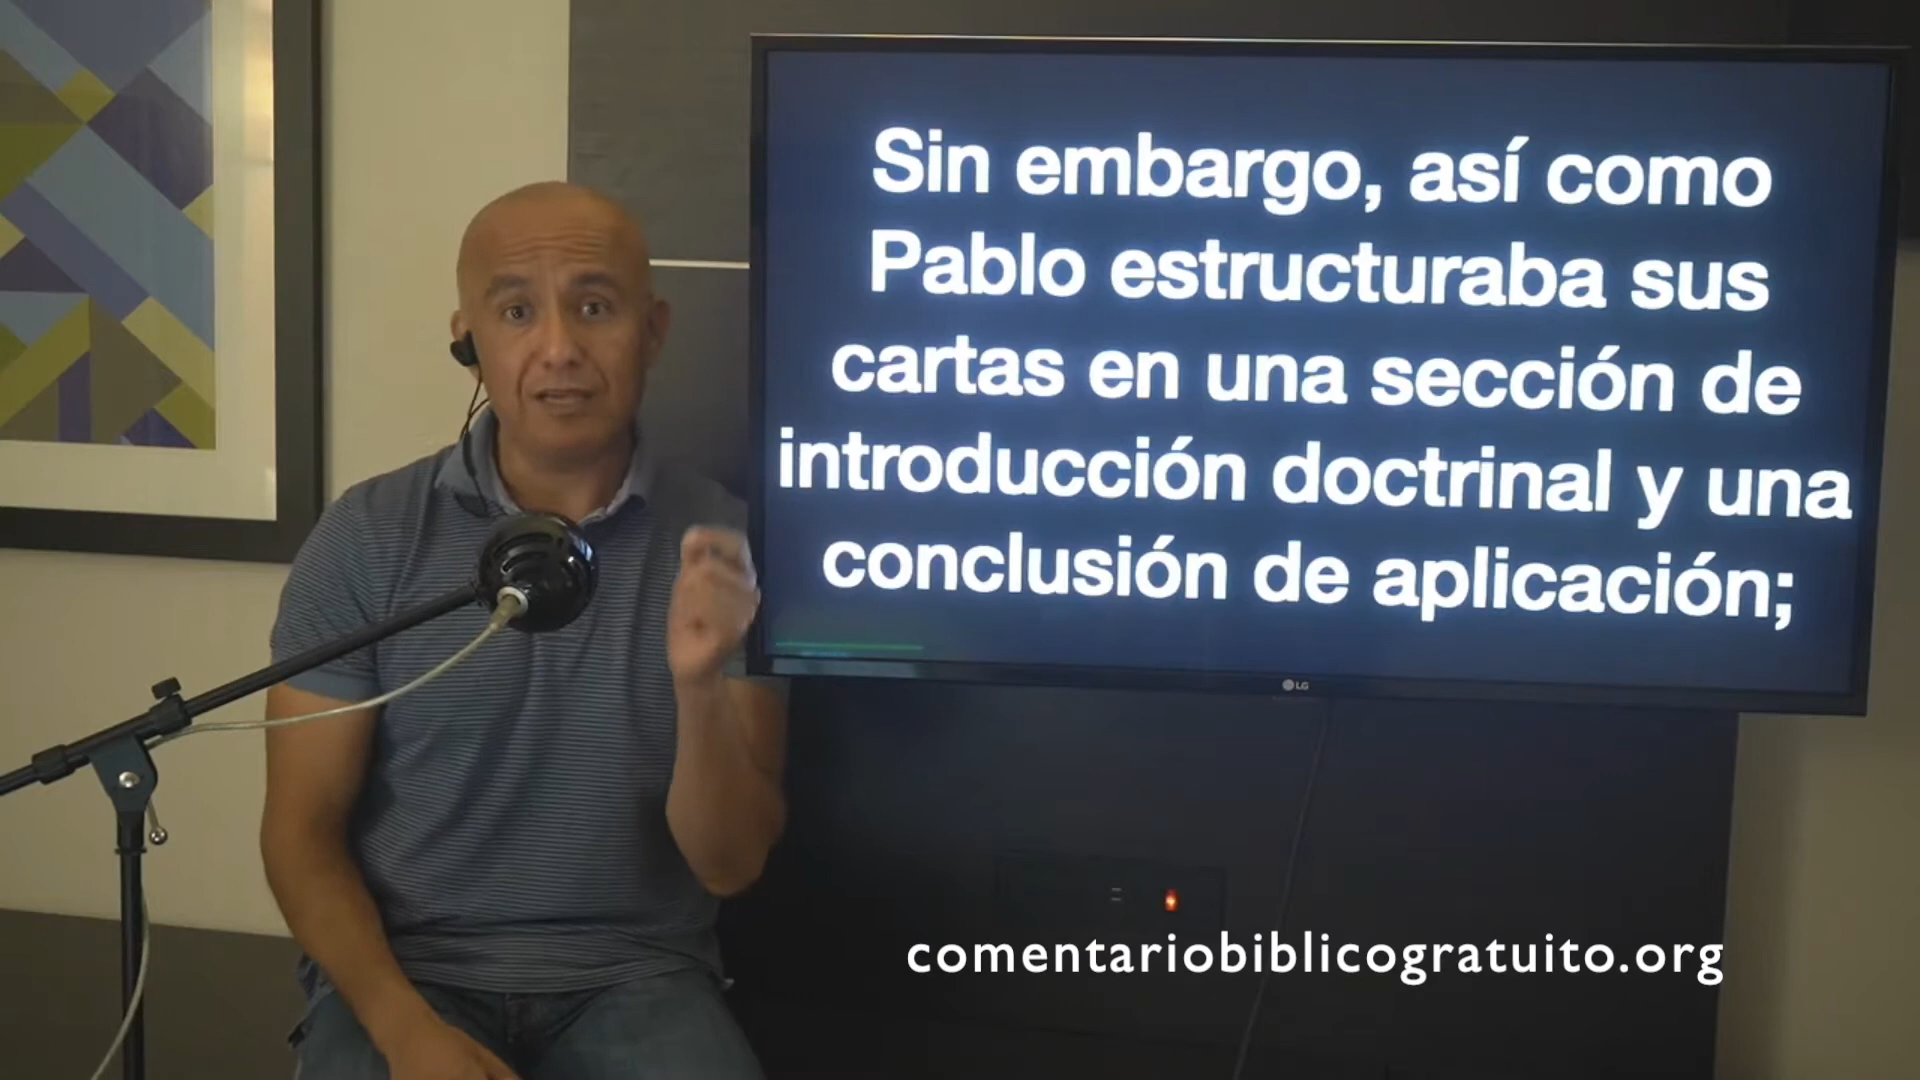 Sin embargo, así como
Pablo estructuraba sus
cartas en una sección de
introducción doctrinal y una
conclusión de aplicación;
LG
comentariobiblicogratuito.org